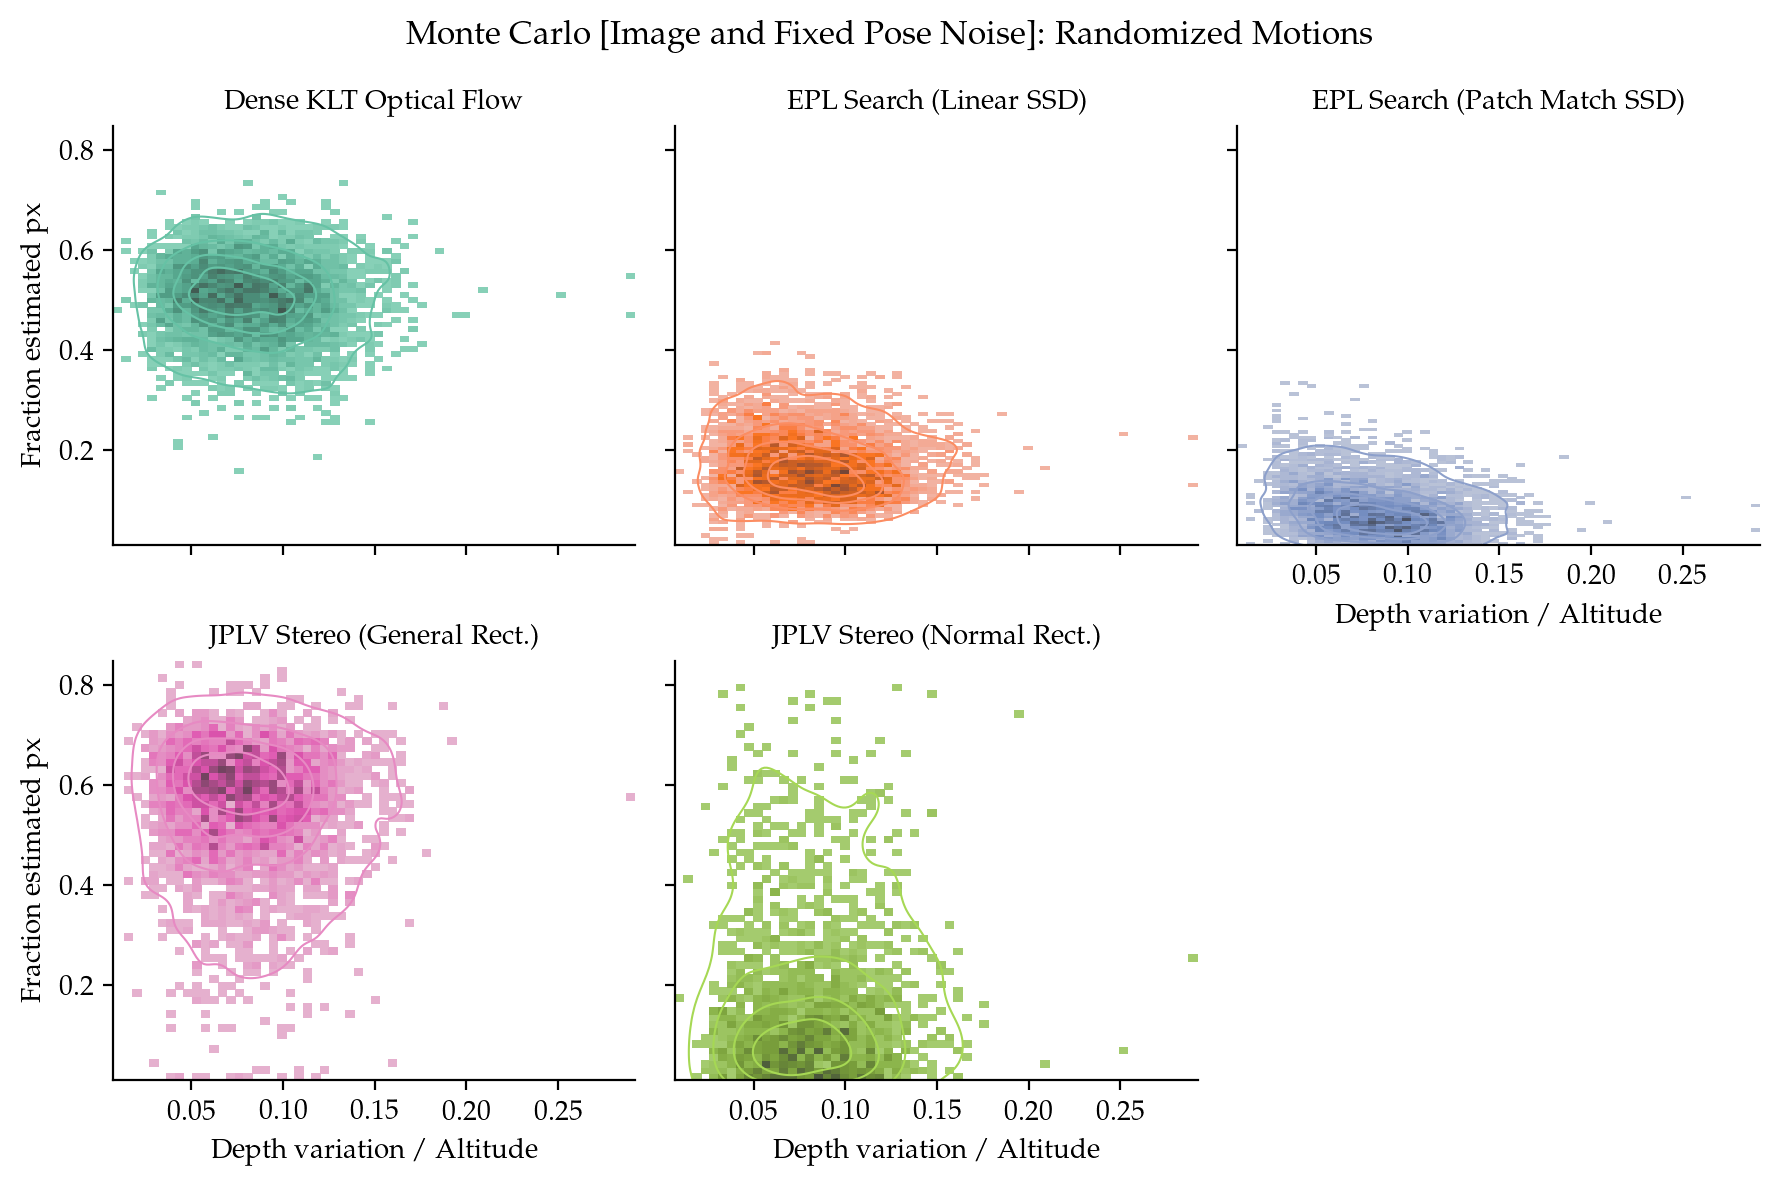 Monte Carlo [Image and Fixed Pose Noise]: Randomized Motions
Dense KLT Optical Flow
EPL Search (Linear SSD)
EPL Search (Patch Match SSD)
Fraction estimated px
0.8
0.6
0.4
0.2
0.05 0.10 0.15 0.20 0.25
Depth variation / Altitude
JPLV Stereo (General Rect.)
JPLV Stereo (Normal Rect.)
Fraction estimated px
0.8
0.6
0.4
0.2
0.05 0.10 0.15 0.20 0.25
Depth variation / Altitude
0.05 0.10 0.15 0.20 0.25
Depth variation / Altitude